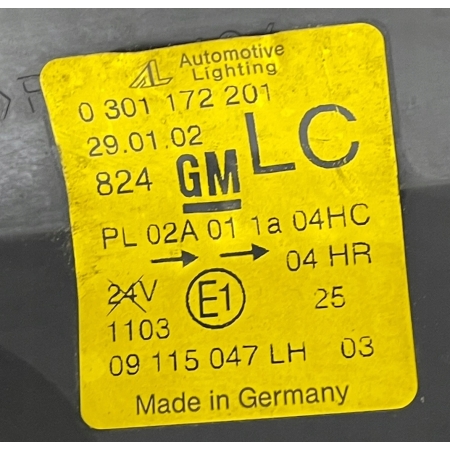 AL Automotive Lighting
0 301 172 201
29.01.02
824 GM LC
PL 02A 01 1a 04HC
04 HR
24V E1 25
1103
09 115 047 LH 03
Made in Germany